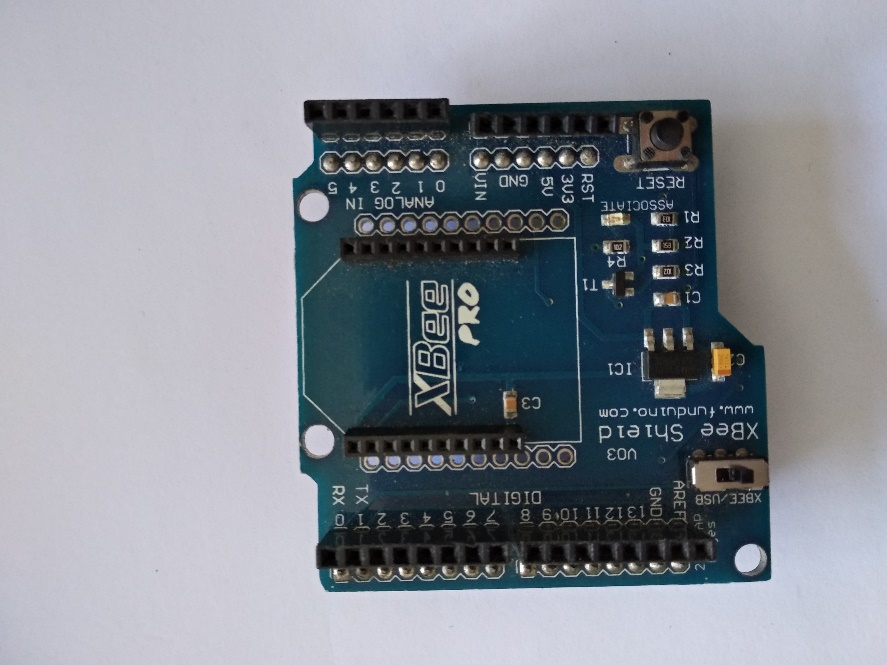 5 4 3 2 1 0
ANALOG IN
VIN
GND
5V
3V3
RST
RESET
ASSOCIATE
R1
R2
R3
R4
T1
C1
IC1
XBee
PRO
C3
www.funduino.com
XBee Shield
V03
XBEE/USB
RX
TX
DIGITAL
0 1 2 3 4 5 6 7 8 9 10 11 12 13
GND
AREF